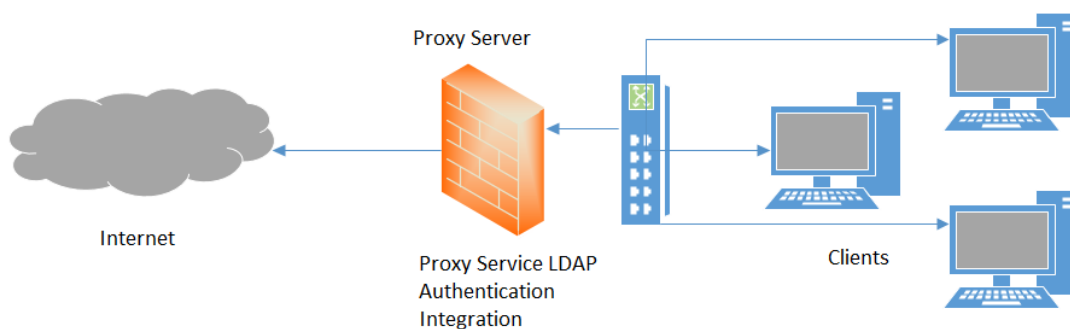 Proxy Server
Internet
Proxy Service LDAP
Authentication
Integration
Clients